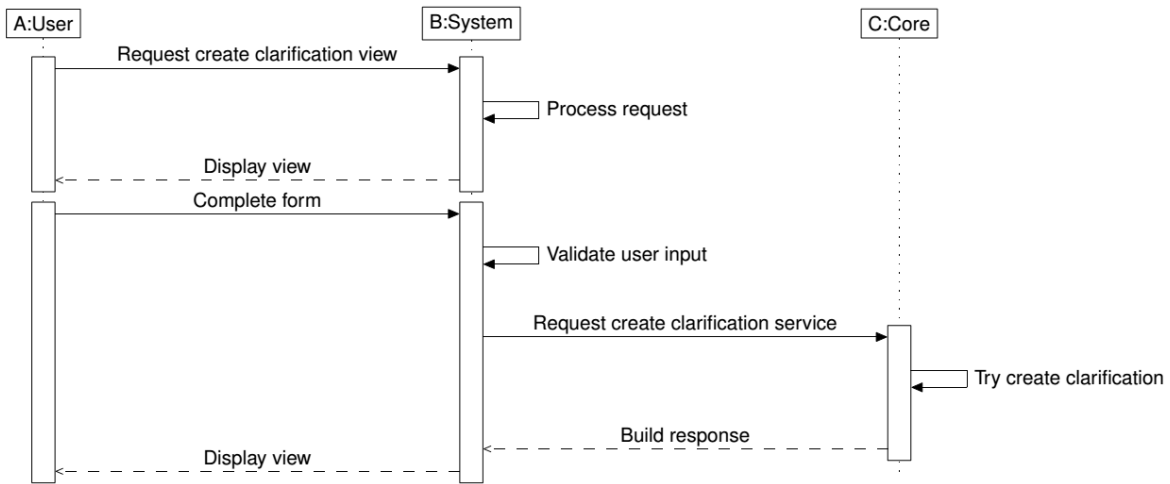 A:User
B:System
C:Core
Request create clarification view
Process request
Display view
Complete form
Validate user input
Request create clarification service
Try create clarification
Build response
Display view